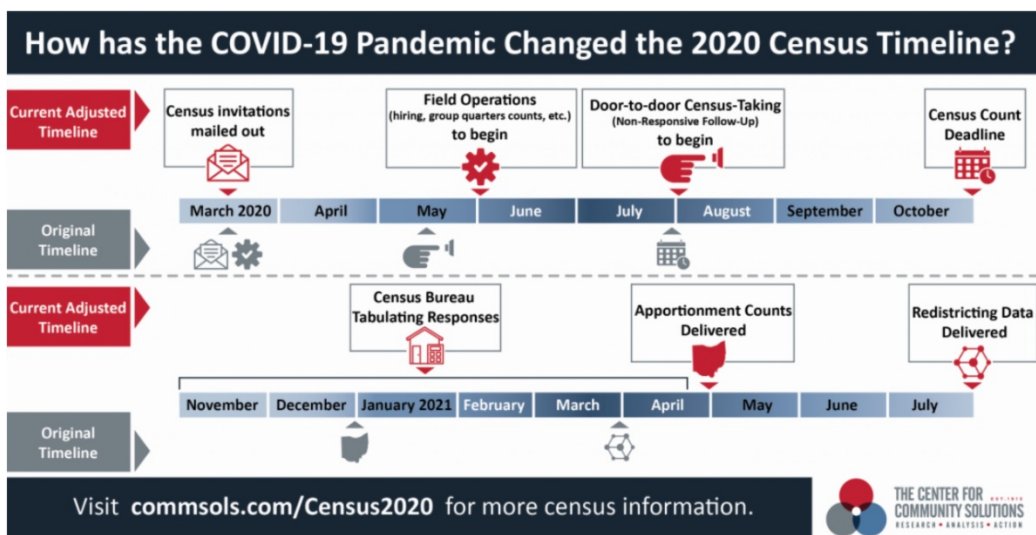 How has the COVID-19 Pandemic Changed the 2020 Census Timeline?
Current Adjusted
Timeline
Census invitations
mailed out
Field Operations
(hiring, group quarters counts, etc.)
to begin
Door-to-door Census-Taking
(Non-Responsive Follow-Up)
to begin
Census Count
Deadline
March 2020 April May June July August September October
Original
Timeline
Current Adjusted
Timeline
Census Bureau
Tabulating Responses
Apportionment Counts
Delivered
Redistricting Data
Delivered
November December January 2021 February March April May June July
Original
Timeline
Visit commsols.com/Census2020 for more census information.
THE CENTER FOR EST. 1913
COMMUNITY SOLUTIONS
RESEARCH • ANALYSIS • ACTION